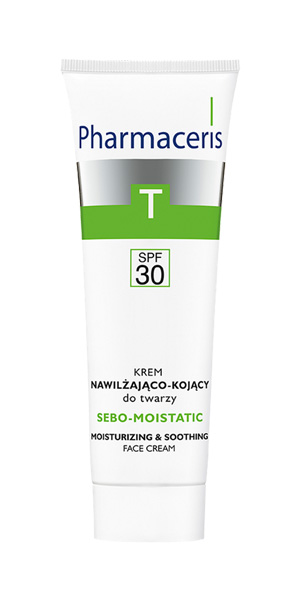 Pharmaceris
T
SPF
30
KREM
NAWILŻAJĄCO-KOJĄCY
do twarzy
SEBO-MOISTATIC
MOISTURIZING & SOOTHING
FACE CREAM